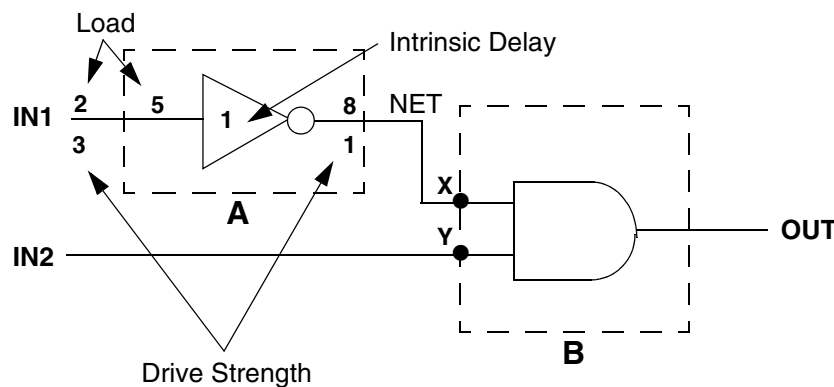 Load
Intrinsic Delay
IN1
2
3
5
1
8
1
NET
A
X
Y
IN2
OUT
B
Drive Strength